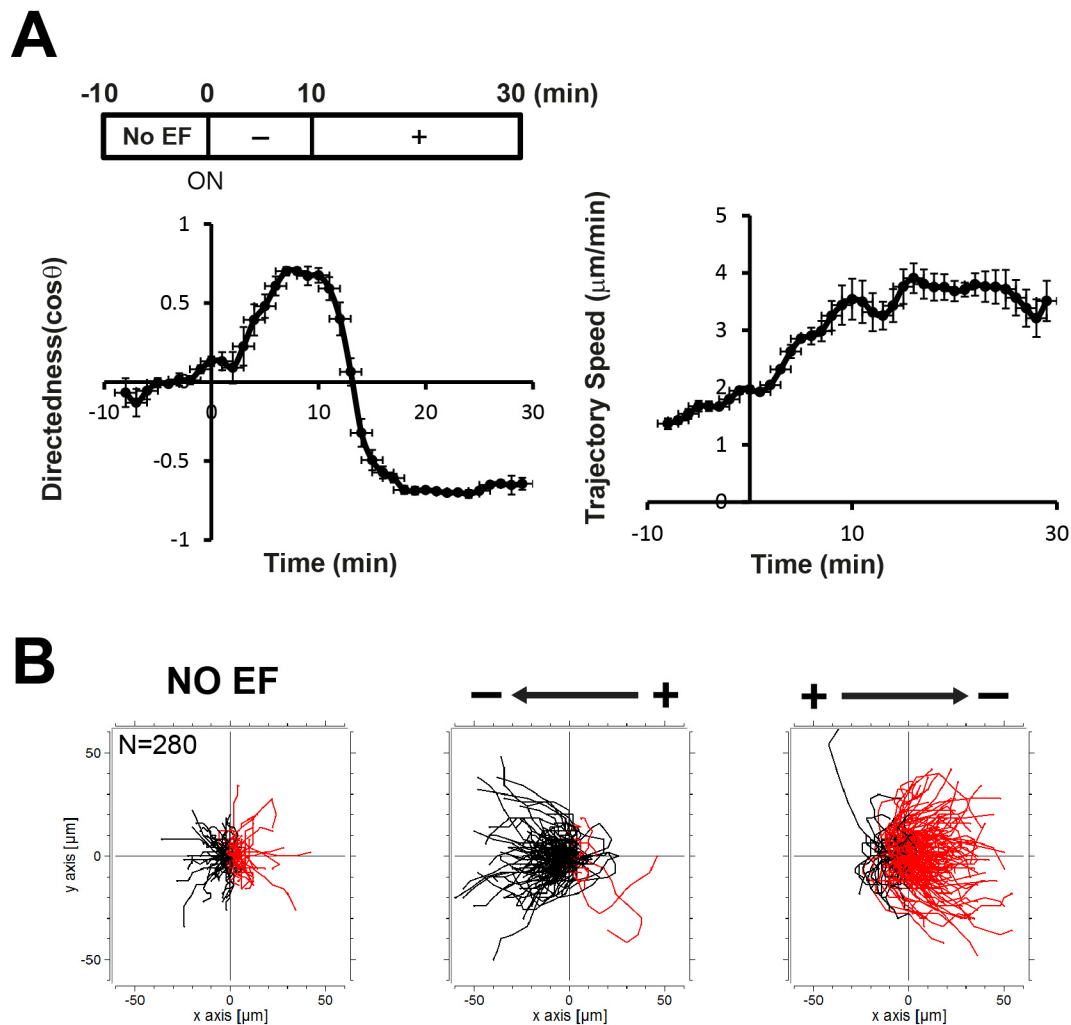 A
-10 0 10 30 (min)
No EF – +
ON
Directedness(cosθ)
1
0.5
0
-0.5
-1
-10 0 10 20 30
Time (min)
Trajectory Speed (µm/min)
5
4
3
2
1
0
-10 10 30
Time (min)
B
NO EF
– +
+ –
N=280
y axis [µm]
50
0
-50
-50 0 50
x axis [µm]
-50 0 50
x axis [µm]
-50 0 50
x axis [µm]